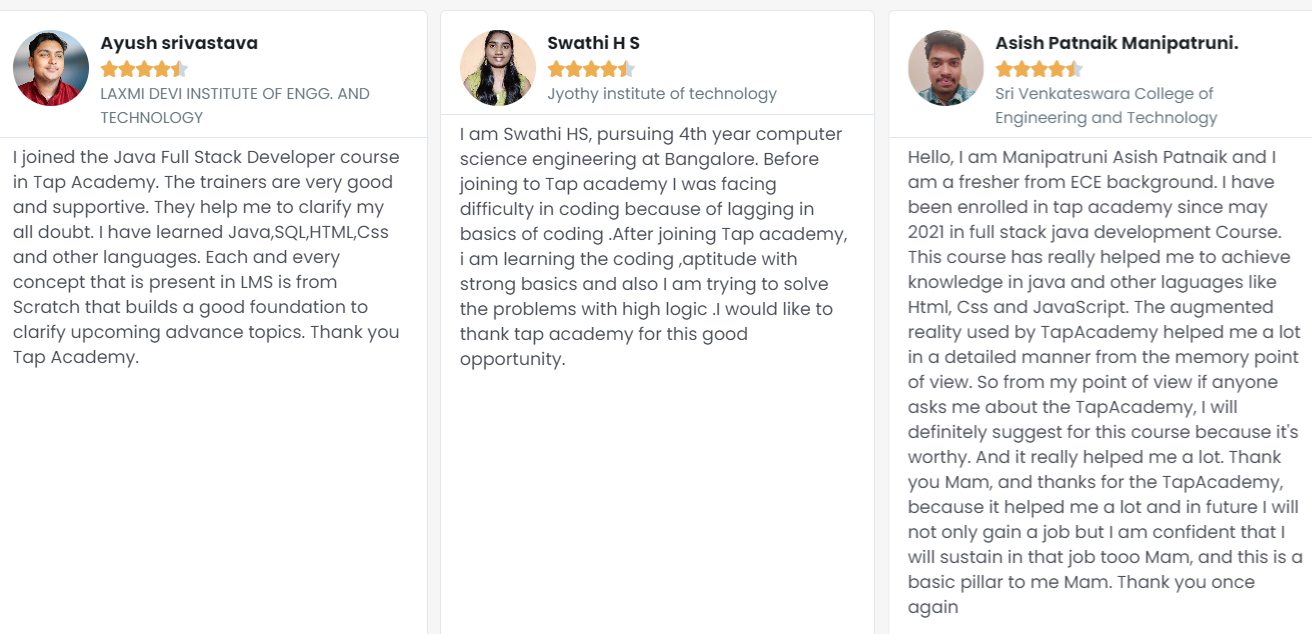 Ayush srivastava
LAXMI DEVI INSTITUTE OF ENGG. AND
TECHNOLOGY
I joined the Java Full Stack Developer course
in Tap Academy. The trainers are very good
and supportive. They help me to clarify my
all doubt. I have learned Java,SQL,HTML,Css
and other languages. Each and every
concept that is present in LMS is from
Scratch that builds a good foundation to
clarify upcoming advance topics. Thank you
Tap Academy.
Swathi H S
Jyothy institute of technology
I am Swathi HS, pursuing 4th year computer
science engineering at Bangalore. Before
joining to Tap academy I was facing
difficulty in coding because of lagging in
basics of coding .After joining Tap academy,
i am learning the coding ,aptitude with
strong basics and also I am trying to solve
the problems with high logic .I would like to
thank tap academy for this good
opportunity.
Asish Patnaik Manipatruni.
Sri Venkateswara College of
Engineering and Technology
Hello, I am Manipatruni Asish Patnaik and I
am a fresher from ECE background. I have
been enrolled in tap academy since may
2021 in full stack java development Course.
This course has really helped me to achieve
knowledge in java and other laguages like
Html, Css and JavaScript. The augmented
reality used by TapAcademy helped me a lot
in a detailed manner from the memory point
of view. So from my point of view if anyone
asks me about the TapAcademy, I will
definitely suggest for this course because it's
worthy. And it really helped me a lot. Thank
you Mam, and thanks for the TapAcademy,
because it helped me a lot and in future I will
not only gain a job but I am confident that I
will sustain in that job tooo Mam, and this is a
basic pillar to me Mam. Thank you once
again